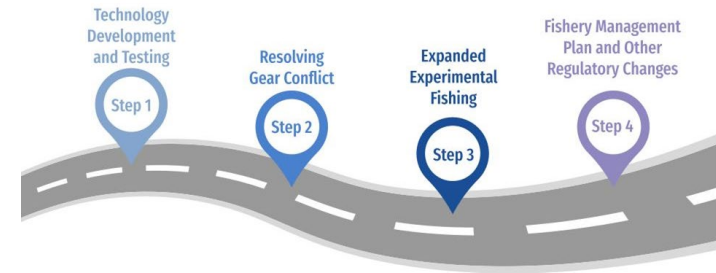 Technology
Development
and Testing
Step 1
Resolving
Gear Conflict
Step 2
Expanded
Experimental
Fishing
Step 3
Fishery Management
Plan and Other
Regulatory Changes
Step 4